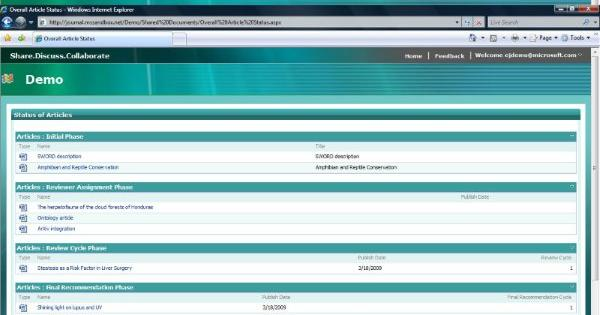 Overall Article Status - Windows Internet Explorer
http://journal.msosandbox.net/Demo/Shared%20Documents/Overall%20Article%20Status.aspx
Live Search
Overall Article Status
Page Tools
Share.Discuss.Collaborate Home | Feedback | Welcome ejdemo@microsoft.com
Demo
Status of Articles
Articles : Initial Phase
Type Name Title
SWORD description SWORD description
Amphibian and Reptile Conservation Amphibian and Reptile Conservation
Articles : Reviewer Assignment Phase
Type Name Publish Date
The herpetofauna of the cloud forests of Honduras
Ontology article
ArXiv integration
Articles : Review Cycle Phase
Type Name Publish Date Review Cycle
Steatosis as a Risk Factor in Liver Surgery 3/18/2009 1
Articles : Final Recommendation Phase
Type Name Publish Date Final Recommendation Cycle
Shining light on lupus and UV 3/18/2009 1